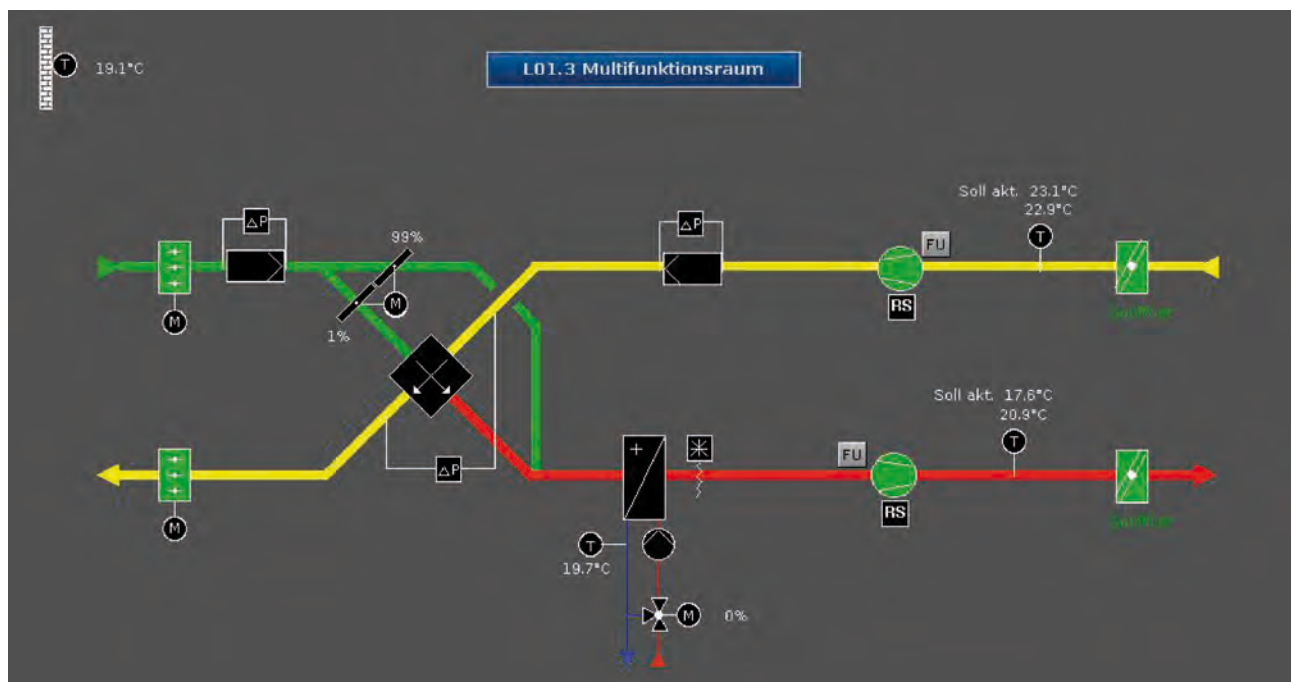 T 19.1°C
L01.3 Multifunktionsraum
Soll akt. 23.1°C
22.9°C
T
ΔP
ΔP
99%
FU
M
M
RS
1%
Soll akt. 17.6°C
20.9°C
T
ΔP
FU
M
RS
T
19.7°C
M 0%